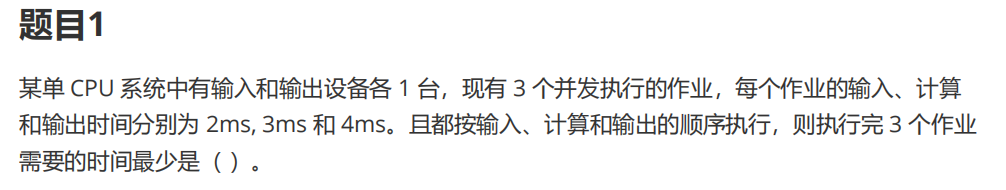 题目1
某单 CPU 系统中有输入和输出设备各 1 台，现有 3 个并发执行的作业，每个作业的输入、计算
和输出时间分别为 2ms, 3ms 和 4ms。且都按输入、计算和输出的顺序执行，则执行完 3 个作业
需要的时间最少是（ ）。